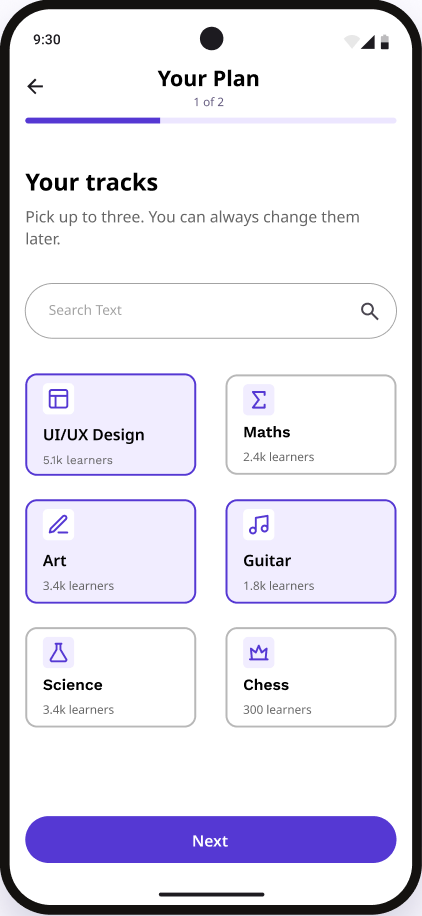 9:30
Your Plan
1 of 2
Your tracks
Pick up to three. You can always change them
later.
Search Text
UI/UX Design
5.1k learners
Maths
2.4k learners
Art
3.4k learners
Guitar
1.8k learners
Science
3.4k learners
Chess
300 learners
Next